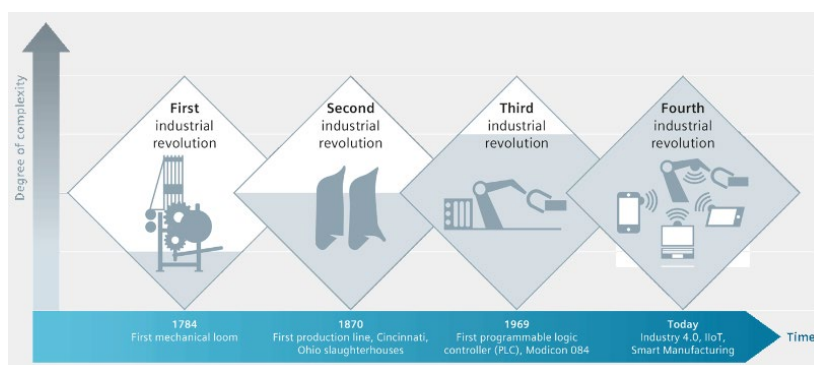 Degree of complexity
First
industrial
revolution
Second
industrial
revolution
Third
industrial
revolution
Fourth
industrial
revolution
1784
First mechanical loom
1870
First production line, Cincinnati,
Ohio slaughterhouses
1969
First programmable logic
controller (PLC), Modicon 084
Today
Industry 4.0, IIoT,
Smart Manufacturing
Time